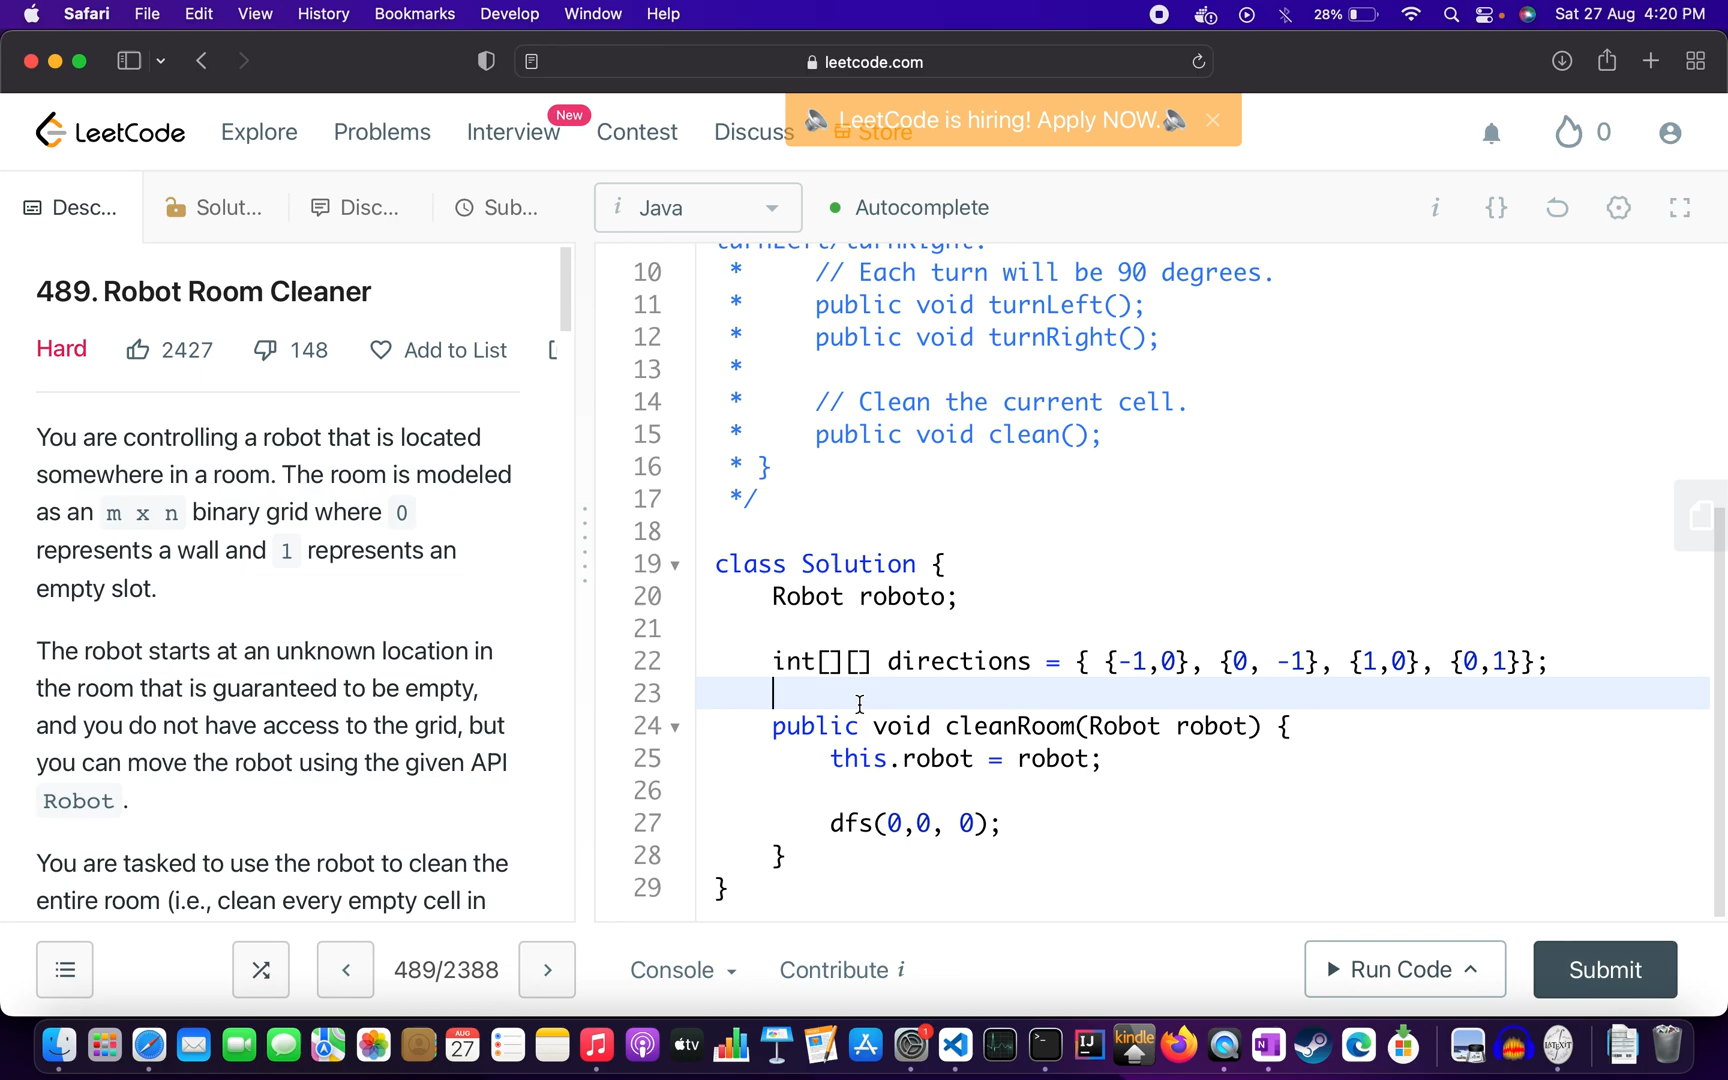 Safari File Edit View History Bookmarks Develop Window Help 28% Sat 27 Aug 4:20 PM
leetcode.com
LeetCode Explore Problems Interview New Contest Discuss Store 0
LeetCode is hiring! Apply NOW.
Desc... Solut... Disc... Sub... i Java Autocomplete i {}
489. Robot Room Cleaner
Hard 2427 148 Add to List
You are controlling a robot that is located
somewhere in a room. The room is modeled
as an m x n binary grid where 0
represents a wall and 1 represents an
empty slot.
The robot starts at an unknown location in
the room that is guaranteed to be empty,
and you do not have access to the grid, but
you can move the robot using the given API
Robot .
You are tasked to use the robot to clean the
entire room (i.e., clean every empty cell in
turnLeft/turnRight.
10 * // Each turn will be 90 degrees.
11 * public void turnLeft();
12 * public void turnRight();
13 *
14 * // Clean the current cell.
15 * public void clean();
16 * }
17 */
18
19 class Solution {
20 Robot roboto;
21
22 int[][] directions = { {-1,0}, {0, -1}, {1,0}, {0,1}};
23
24 public void cleanRoom(Robot robot) {
25 this.robot = robot;
26
27 dfs(0,0, 0);
28 }
29 }
489/2388 Console Contribute i Run Code Submit
AUG
27
tv
1
IJ
kindle
N
LATEXIT